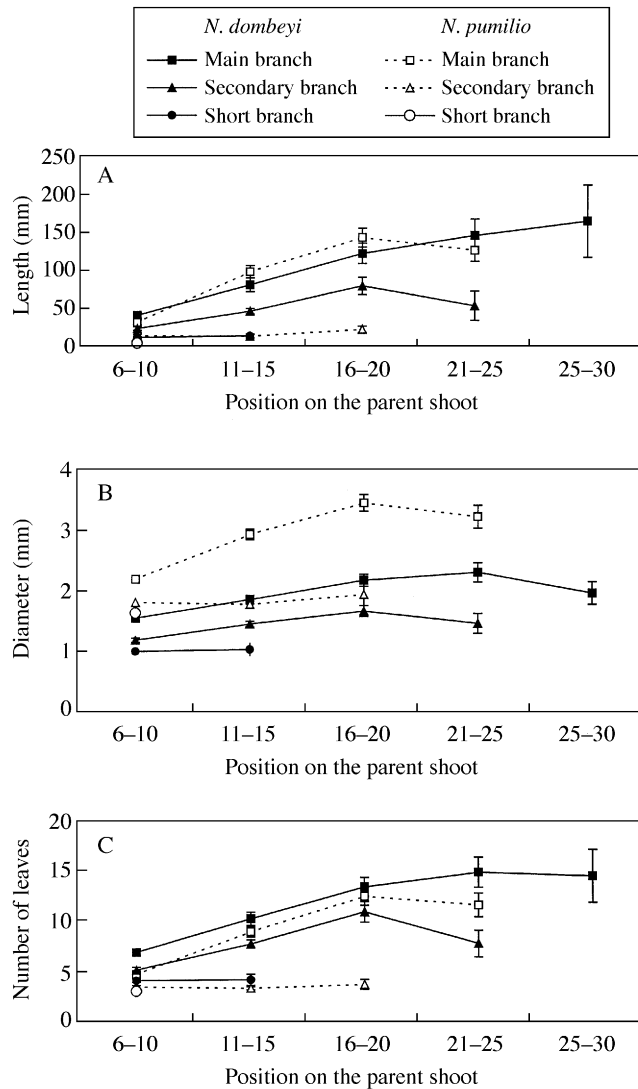 N. dombeyi
N. pumilio
Main branch
Main branch
Secondary branch
Secondary branch
Short branch
Short branch
A
250
200
150
100
50
0
Length (mm)
6–10
11–15
16–20
21–25
25–30
Position on the parent shoot
B
4
3
2
1
0
Diameter (mm)
6–10
11–15
16–20
21–25
25–30
Position on the parent shoot
C
20
15
10
5
0
Number of leaves
6–10
11–15
16–20
21–25
25–30
Position on the parent shoot